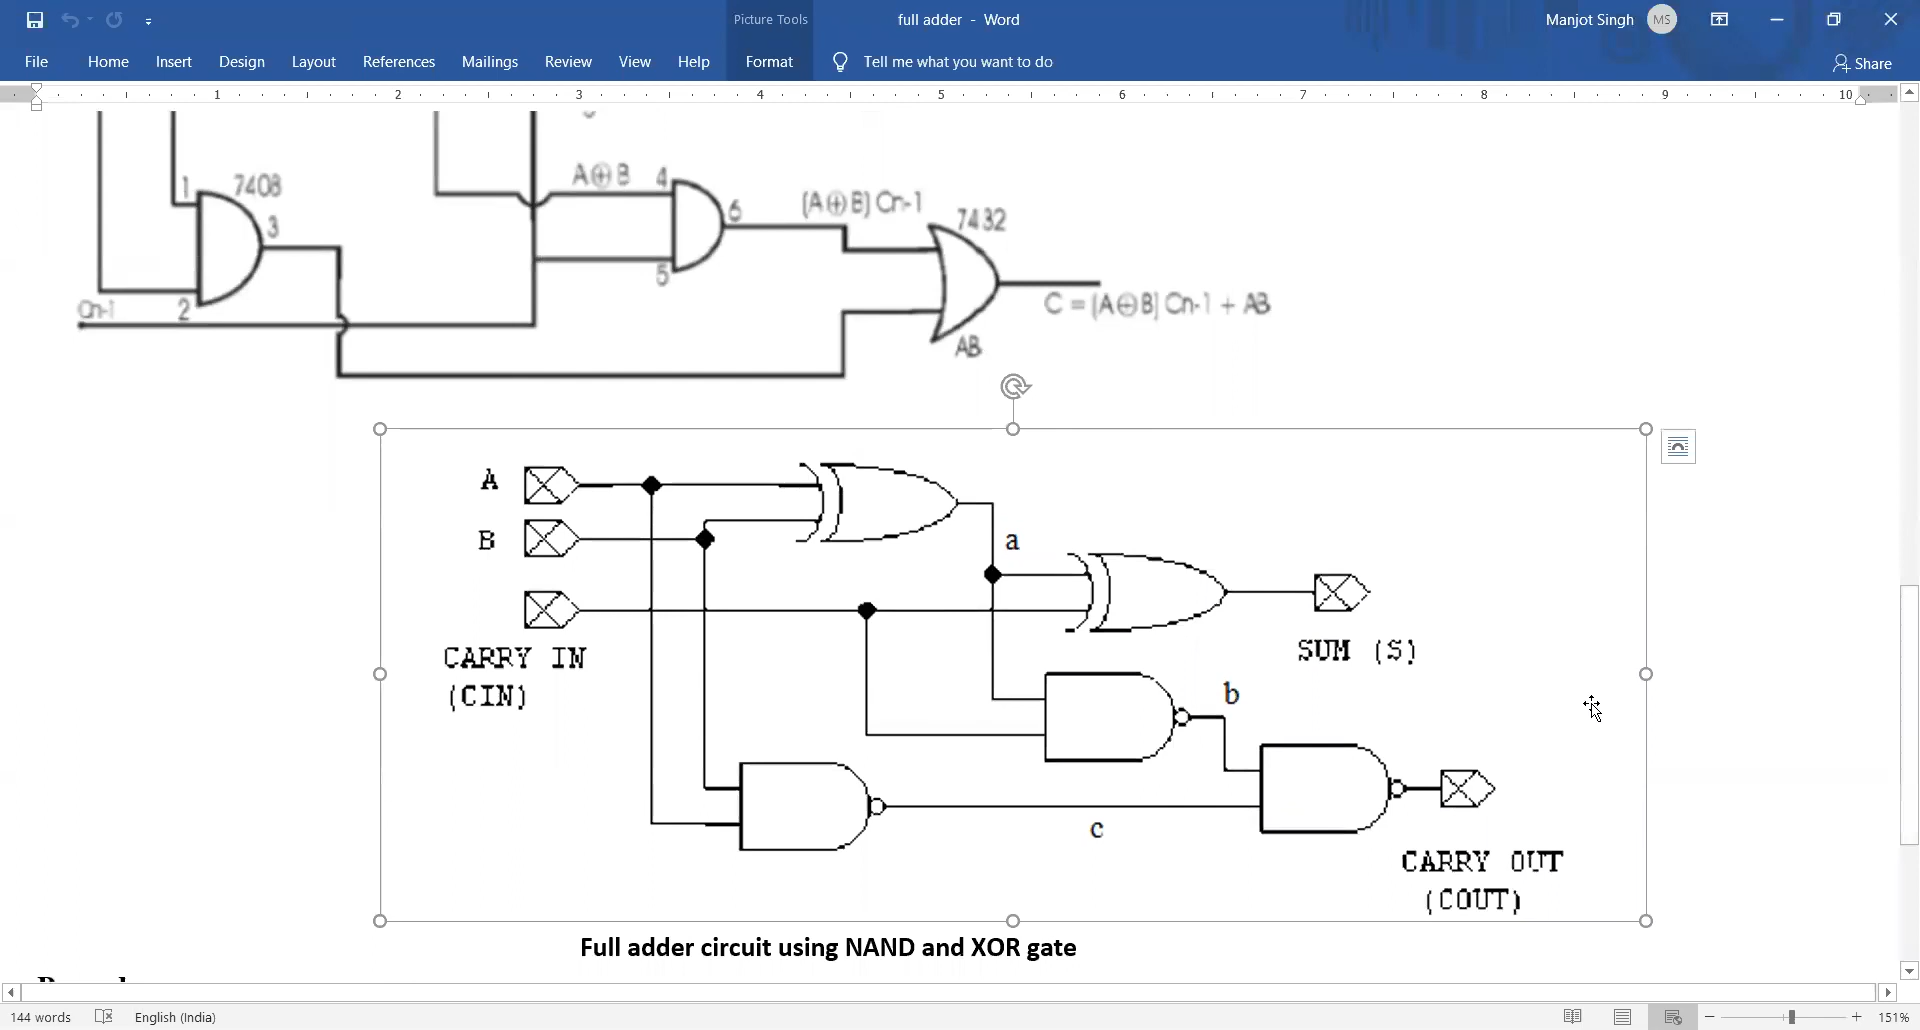 Picture Tools
full adder - Word
Manjot Singh
MS
File
Home
Insert
Design
Layout
References
Mailings
Review
View
Help
Format
Tell me what you want to do
Share
1 2 3 4 5 6 7 8 9 10
A⊕B
4
1
7408
6
(A⊕B) Cn-1
7432
3
5
Cn-1
2
C = (A⊕B) Cn-1 + AB
AB
A
B
a
CARRY IN
(CIN)
SUM (S)
b
c
CARRY OUT
(COUT)
Full adder circuit using NAND and XOR gate
144 words
English (India)
151%